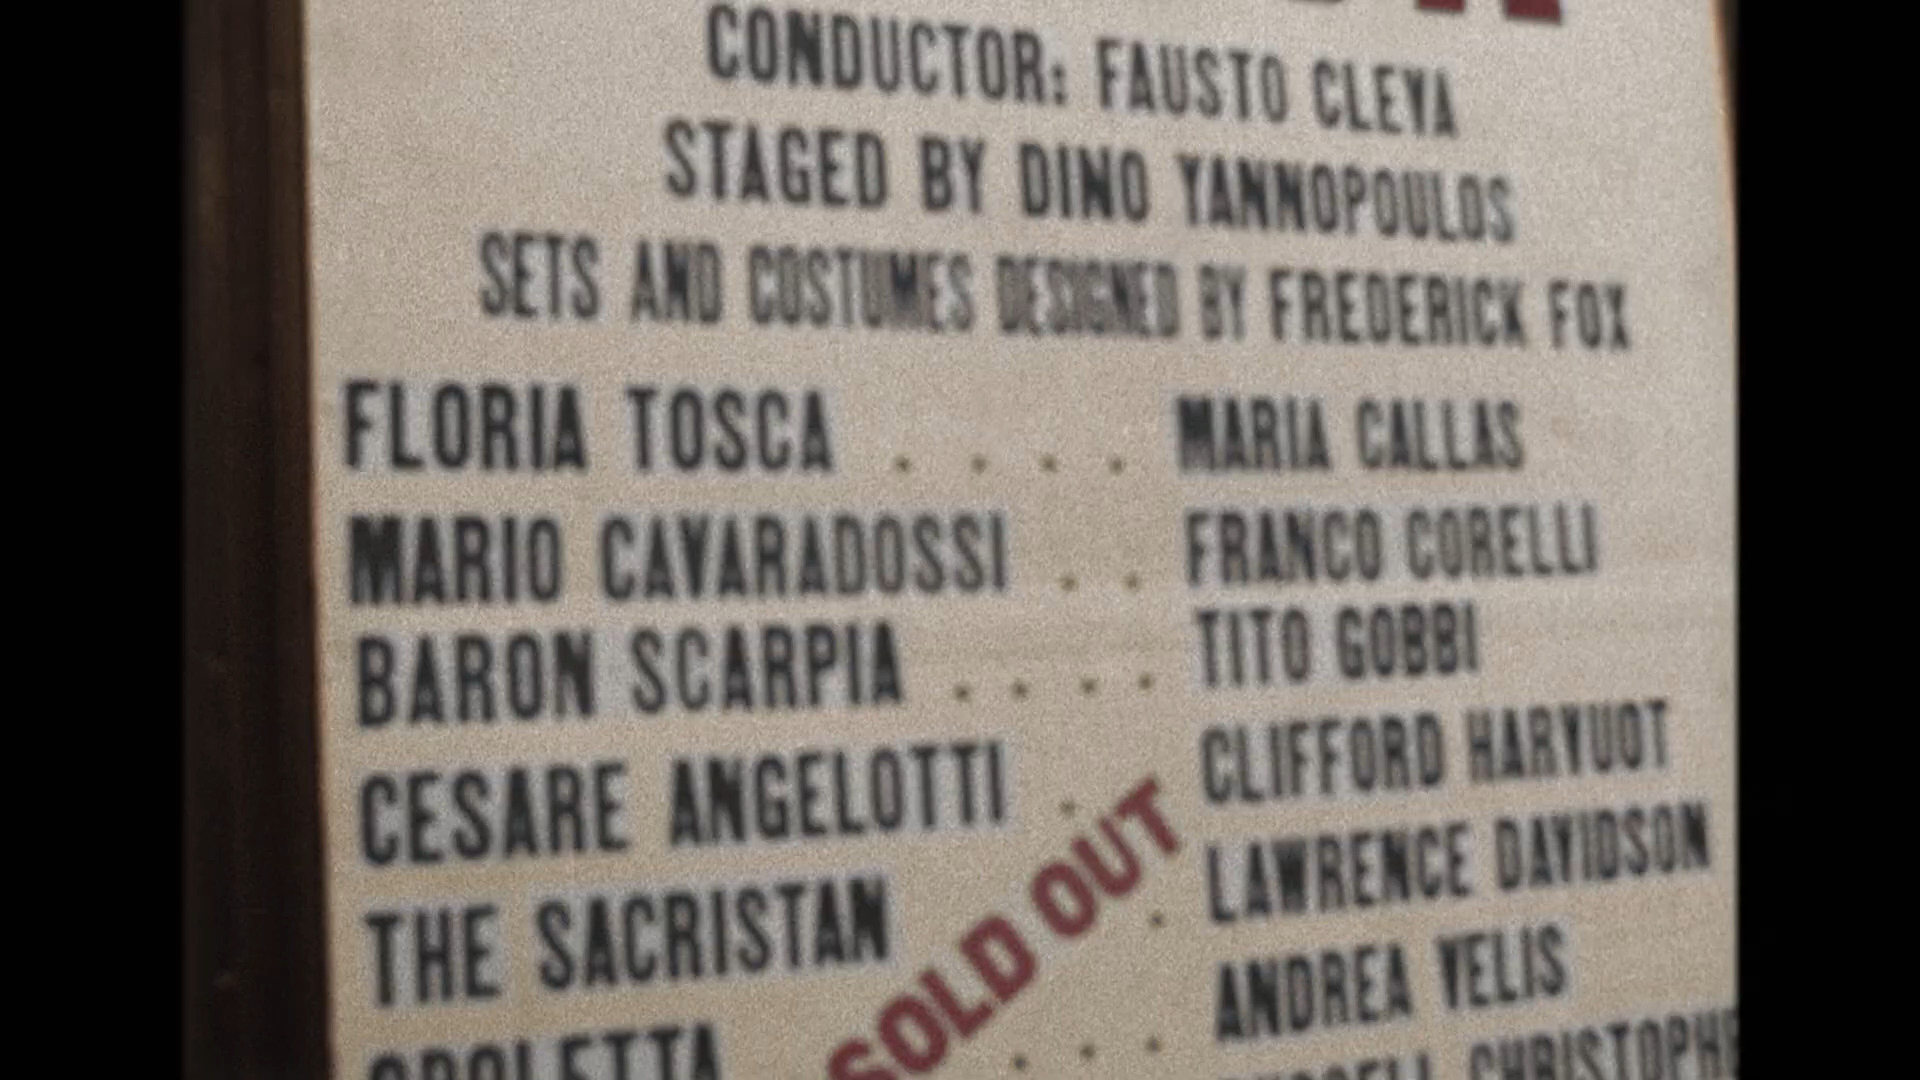 CONDUCTOR: FAUSTO CLEVA
STAGED BY DINO YANNOPOULOS
SETS AND COSTUMES DESIGNED BY FREDERICK FOX
FLORIA TOSCA . . . . MARIA CALLAS
MARIO CAVARADOSSI . . FRANCO CORELLI
BARON SCARPIA . . . . TITO GOBBI
CESARE ANGELOTTI . CLIFFORD HARVUOT
THE SACRISTAN . LAWRENCE DAVIDSON
. . . ANDREA VELIS
SOLD OUT